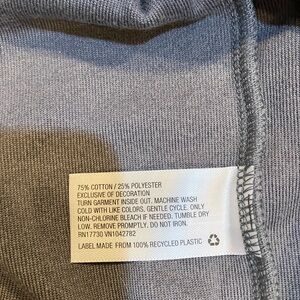 75% COTTON / 25% POLYESTER
EXCLUSIVE OF DECORATION
TURN GARMENT INSIDE OUT. MACHINE WASH
COLD WITH LIKE COLORS, GENTLE CYCLE. ONLY
NON-CHLORINE BLEACH IF NEEDED. TUMBLE DRY
LOW. REMOVE PROMPTLY. DO NOT IRON.
RN17730 VN1042782
LABEL MADE FROM 100% RECYCLED PLASTIC